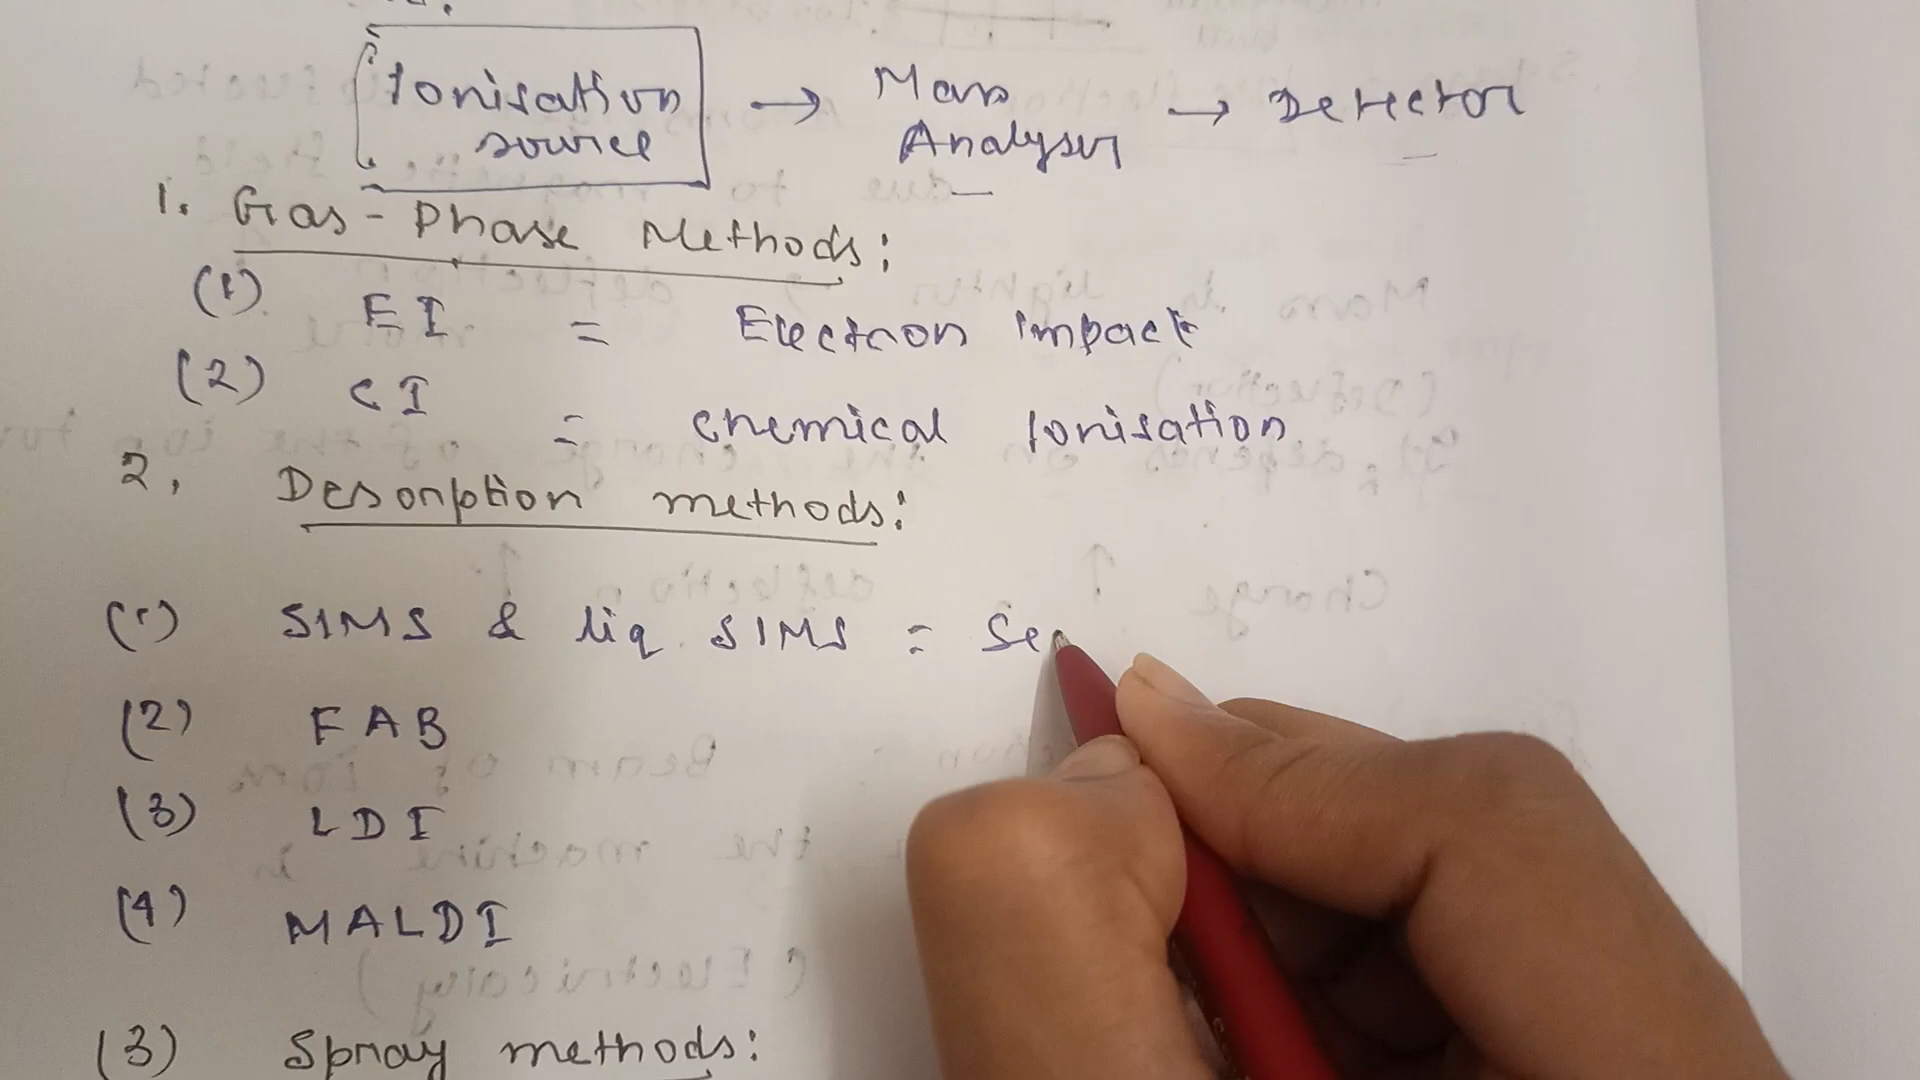 Ionisation source → Mass Analyser → Detector
1. Gas-Phase Methods:
(1) EI = Electron Impact
(2) CI = chemical Ionisation
2. Desorption methods:
(1) SIMS & liq. SIMS = Se
(2) FAB
(3) LDI
(4) MALDI
(3) Spray methods: